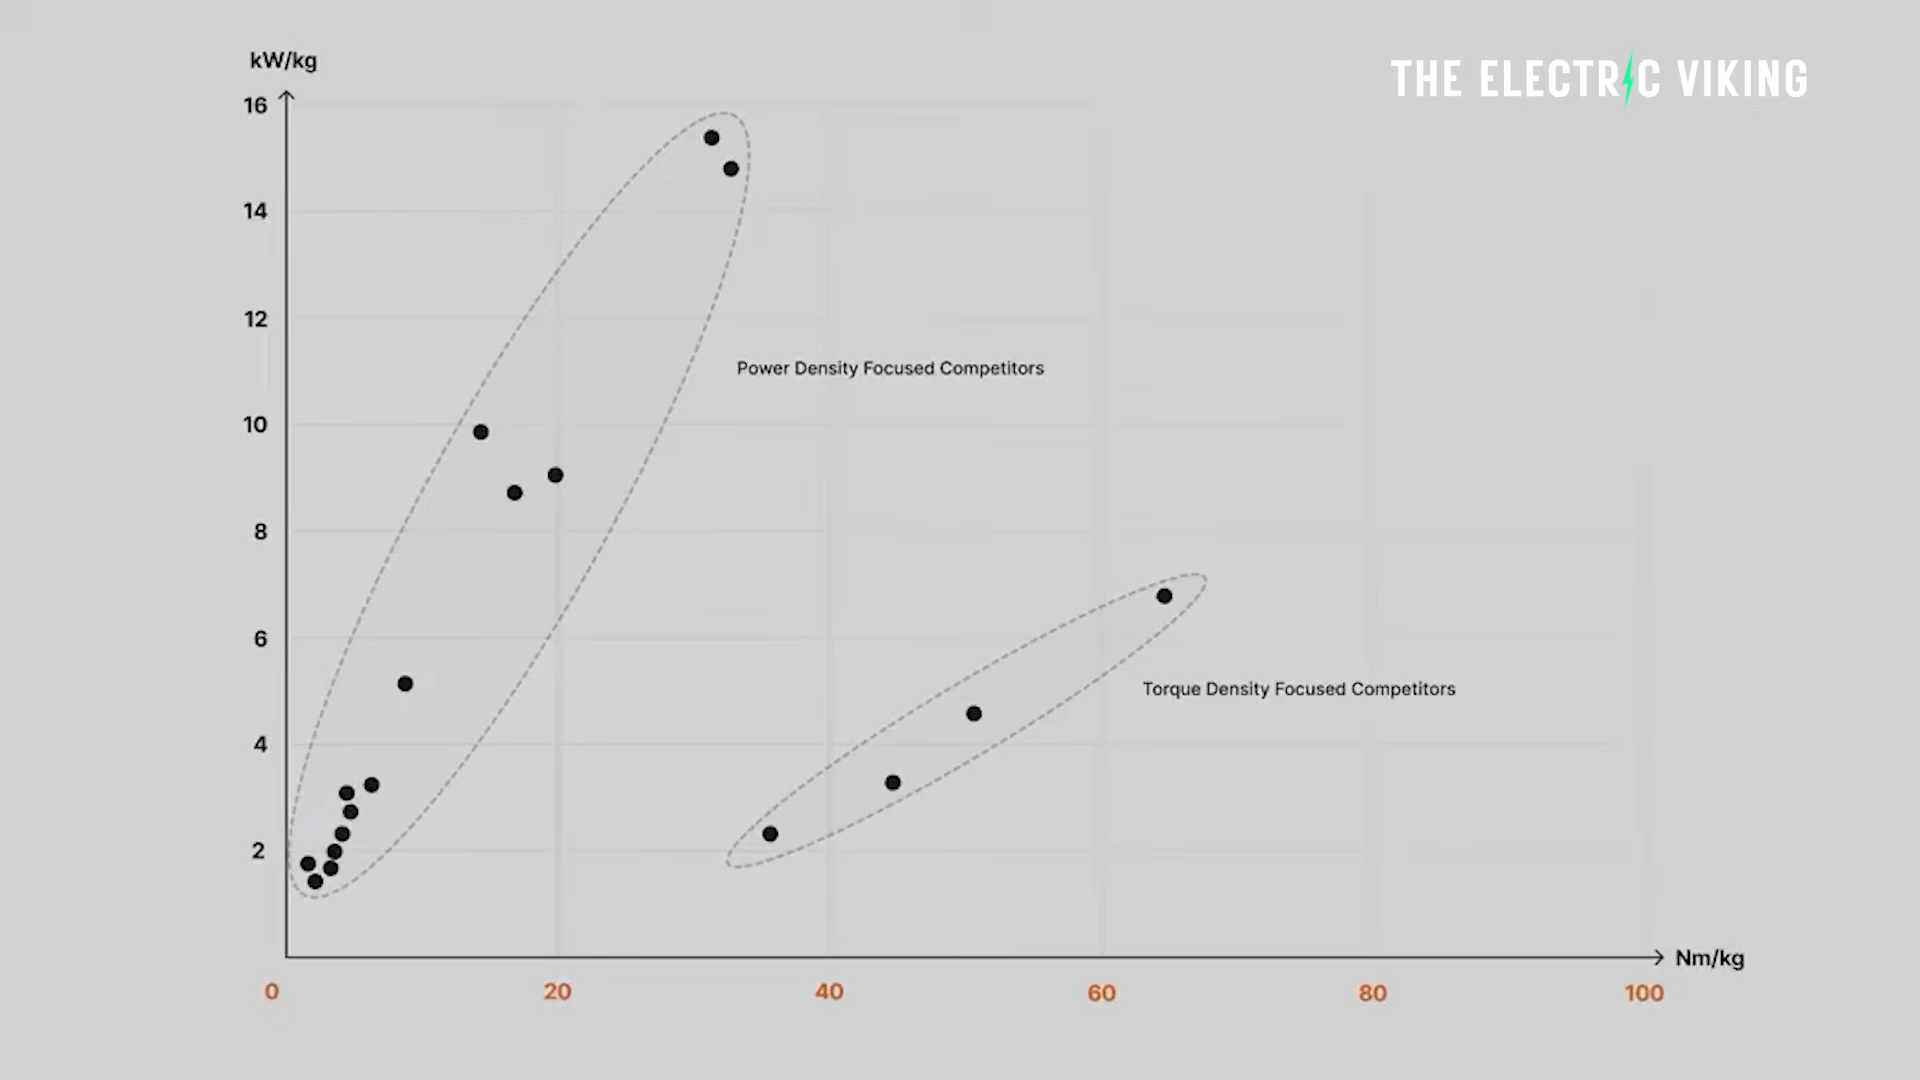 THE ELECTRIC VIKING
kW/kg
16
14
12
10
8
6
4
2
Power Density Focused Competitors
Torque Density Focused Competitors
Nm/kg
0 20 40 60 80 100